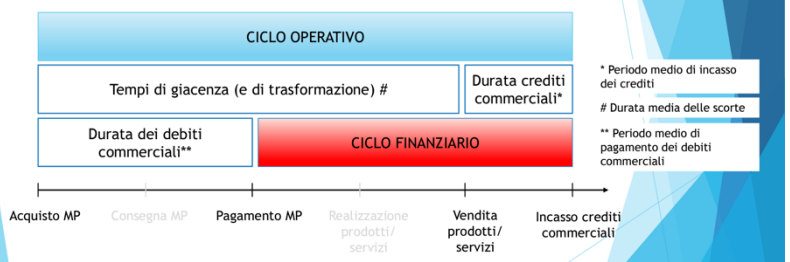 CICLO OPERATIVO
Tempi di giacenza (e di trasformazione) #
Durata crediti
commerciali*
Durata dei debiti
commerciali**
CICLO FINANZIARIO
* Periodo medio di incasso
dei crediti
# Durata media delle scorte
** Periodo medio di
pagamento dei debiti
commerciali
Acquisto MP
Consegna MP
Pagamento MP
Realizzazione
prodotti/
servizi
Vendita
prodotti/
servizi
Incasso crediti
commerciali